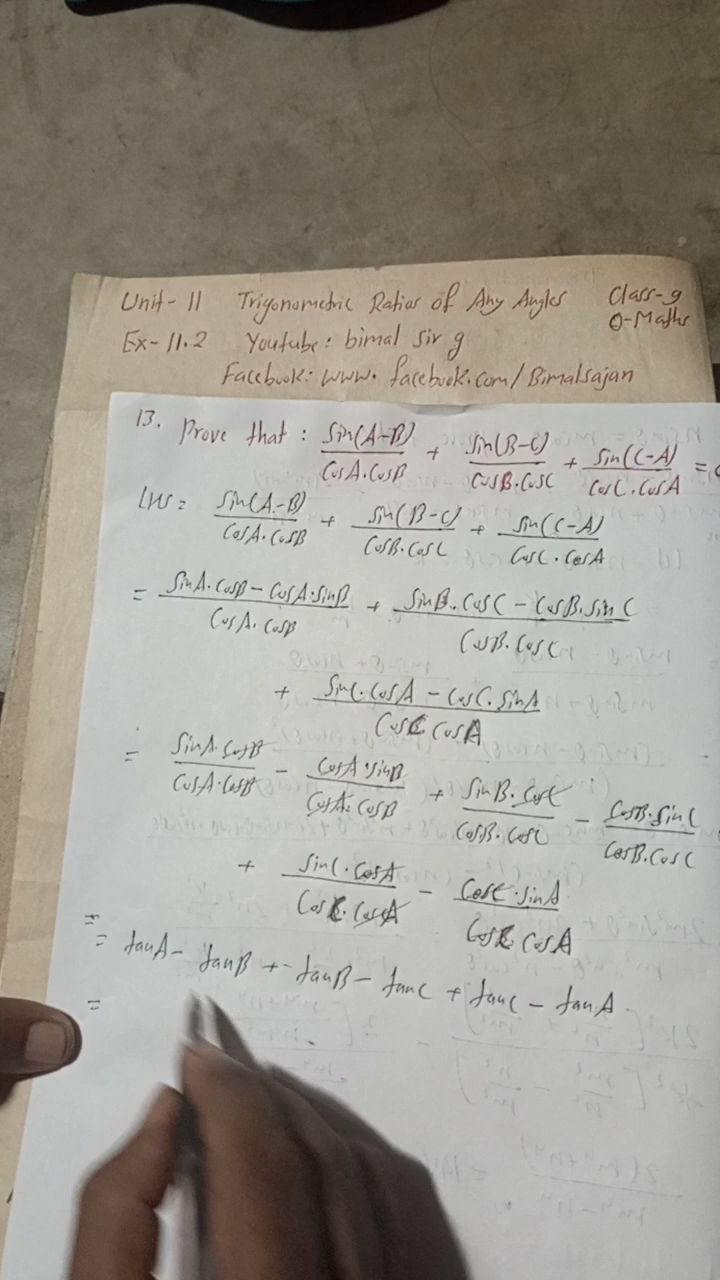 Unit- 11 Trigonometric Ratios of Any Angles Class-9
O-Maths
Ex- 11.2 Youtube: bimal sir g
Facebook: www. facebook.com/Bimalsajan
13. Prove that : Sin(A-B)/CosA.CosB + Sin(B-C)/CosB.CosC + Sin(C-A)/CosC.CosA =
LHS = Sin(A-B)/CosA.CosB + Sin(B-C)/CosB.CosC + Sin(C-A)/CosC.CosA
= SinA.CosB - CosA.SinB/CosA.CosB + SinB.CosC - CosB.SinC/CosB.CosC
+ SinC.CosA - CosC.SinA/CosC CosA
= SinA.CosB/CosA.CosB - CosA.SinB/CosA.CosB + SinB.CosC/CosB.CosC - CosB.SinC/CosB.CosC
+ SinC.CosA/CosC.CosA - CosC.SinA/CosC CosA
=
= tanA - tanB + tanB - tanC + tanC - tanA
=